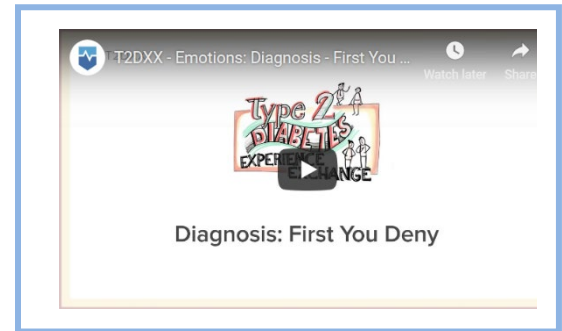 T2DXX - Emotions: Diagnosis - First You ...
Watch later
Share
Type 2
DIABETES
EXPERIENCE
EXCHANGE
Diagnosis: First You Deny